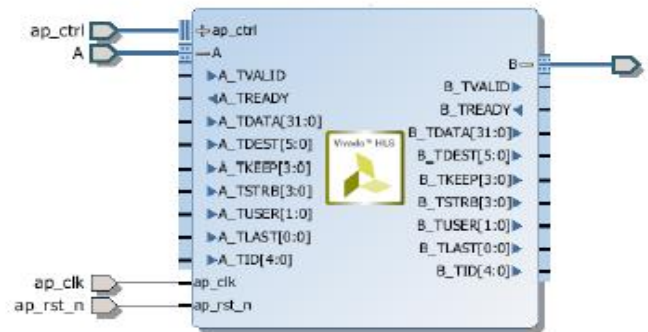 ap_ctrl
A
ap_clk
ap_rst_n
ap_ctrl
A
A_TVALID
A_TREADY
A_TDATA[31:0]
A_TDEST[5:0]
A_TKEEP[3:0]
A_TSTRB[3:0]
A_TUSER[1:0]
A_TLAST[0:0]
A_TID[4:0]
ap_clk
ap_rst_n
Vivado™ HLS
B
B_TVALID
B_TREADY
B_TDATA[31:0]
B_TDEST[5:0]
B_TKEEP[3:0]
B_TSTRB[3:0]
B_TUSER[1:0]
B_TLAST[0:0]
B_TID[4:0]